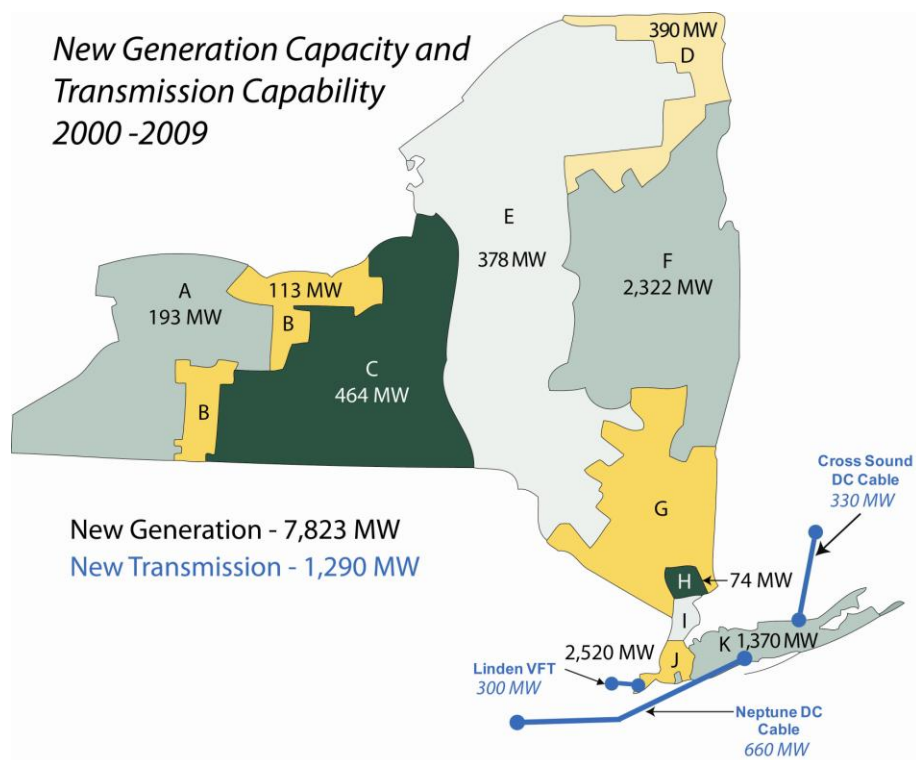 New Generation Capacity and
Transmission Capability
2000 -2009
390 MW
D
E
378 MW
F
2,322 MW
A
193 MW
113 MW
B
B
C
464 MW
G
Cross Sound
DC Cable
330 MW
New Generation - 7,823 MW
New Transmission - 1,290 MW
H
74 MW
I
2,520 MW
J
K
1,370 MW
Linden VFT
300 MW
Neptune DC
Cable
660 MW